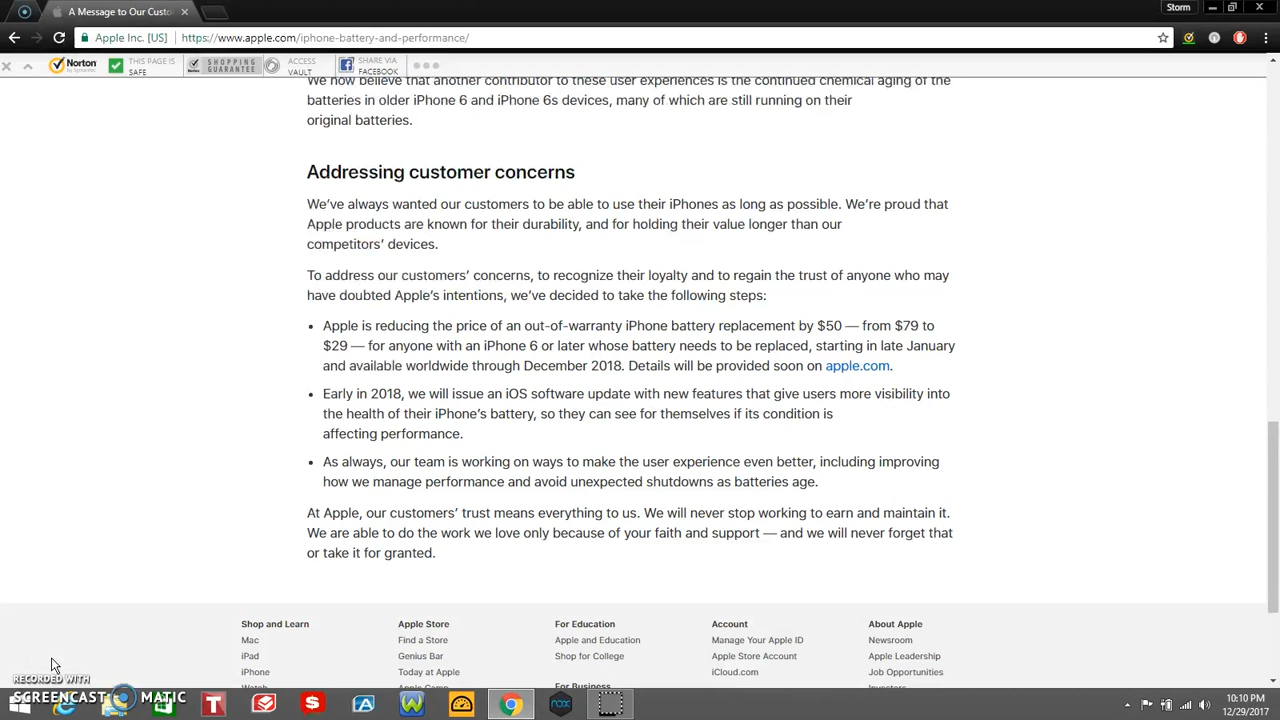 A Message to Our Custo
Storm
Apple Inc. [US]
https://www.apple.com/iphone-battery-and-performance/
Norton
by Symantec
THIS PAGE IS
SAFE
Norton
SHOPPING
GUARANTEE
ACCESS
VAULT
SHARE VIA
FACEBOOK
We now believe that another contributor to these user experiences is the continued chemical aging of the
batteries in older iPhone 6 and iPhone 6s devices, many of which are still running on their
original batteries.
Addressing customer concerns
We’ve always wanted our customers to be able to use their iPhones as long as possible. We’re proud that
Apple products are known for their durability, and for holding their value longer than our
competitors’ devices.
To address our customers’ concerns, to recognize their loyalty and to regain the trust of anyone who may
have doubted Apple’s intentions, we’ve decided to take the following steps:
• Apple is reducing the price of an out-of-warranty iPhone battery replacement by $50 — from $79 to
$29 — for anyone with an iPhone 6 or later whose battery needs to be replaced, starting in late January
and available worldwide through December 2018. Details will be provided soon on apple.com.
• Early in 2018, we will issue an iOS software update with new features that give users more visibility into
the health of their iPhone’s battery, so they can see for themselves if its condition is
affecting performance.
• As always, our team is working on ways to make the user experience even better, including improving
how we manage performance and avoid unexpected shutdowns as batteries age.
At Apple, our customers’ trust means everything to us. We will never stop working to earn and maintain it.
We are able to do the work we love only because of your faith and support — and we will never forget that
or take it for granted.
Shop and Learn
Mac
iPad
iPhone
Watch
Apple Store
Find a Store
Genius Bar
Today at Apple
Apple Camp
For Education
Apple and Education
Shop for College
For Business
Account
Manage Your Apple ID
Apple Store Account
iCloud.com
About Apple
Newsroom
Apple Leadership
Job Opportunities
Investors
RECORDED WITH
SCREENCAST MATIC
10:10 PM
12/29/2017